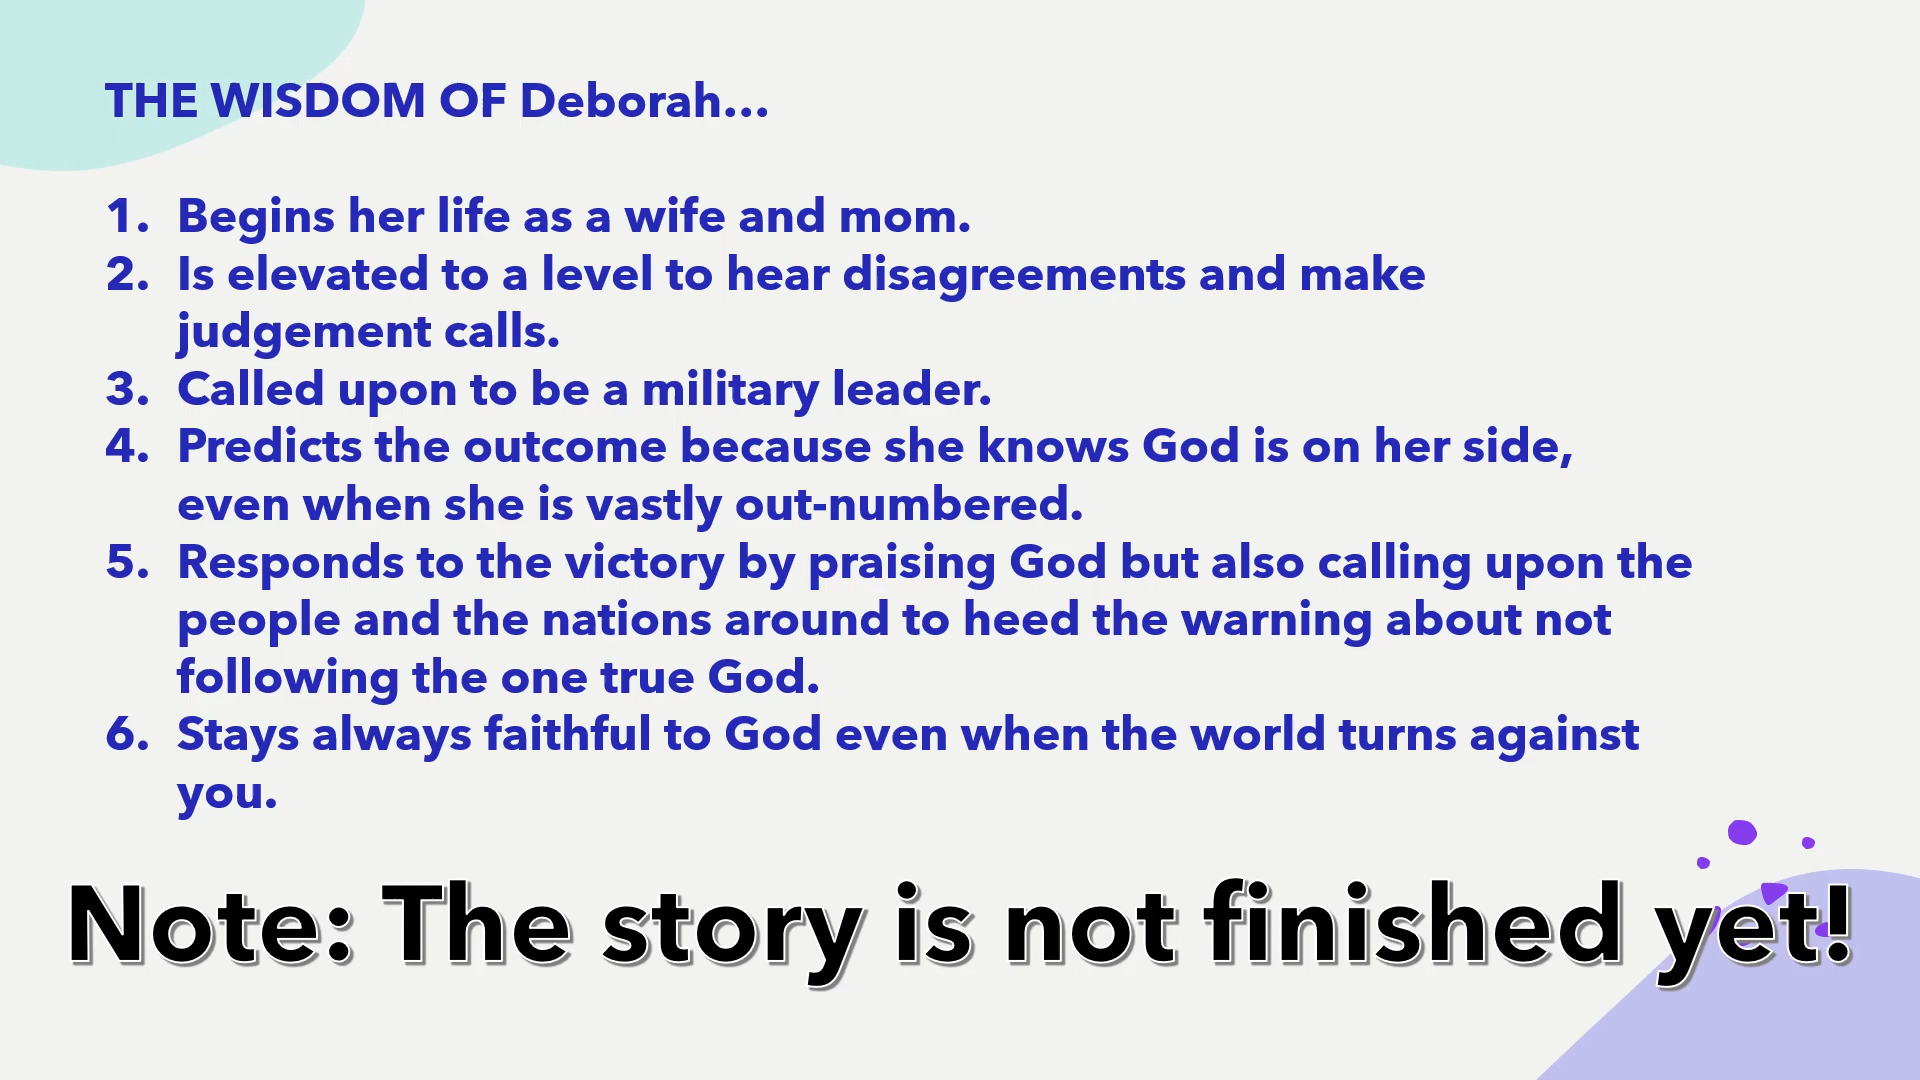 THE WISDOM OF Deborah...
1. Begins her life as a wife and mom.
2. Is elevated to a level to hear disagreements and make
judgement calls.
3. Called upon to be a military leader.
4. Predicts the outcome because she knows God is on her side,
even when she is vastly out-numbered.
5. Responds to the victory by praising God but also calling upon the
people and the nations around to heed the warning about not
following the one true God.
6. Stays always faithful to God even when the world turns against
you.
Note: The story is not finished yet!